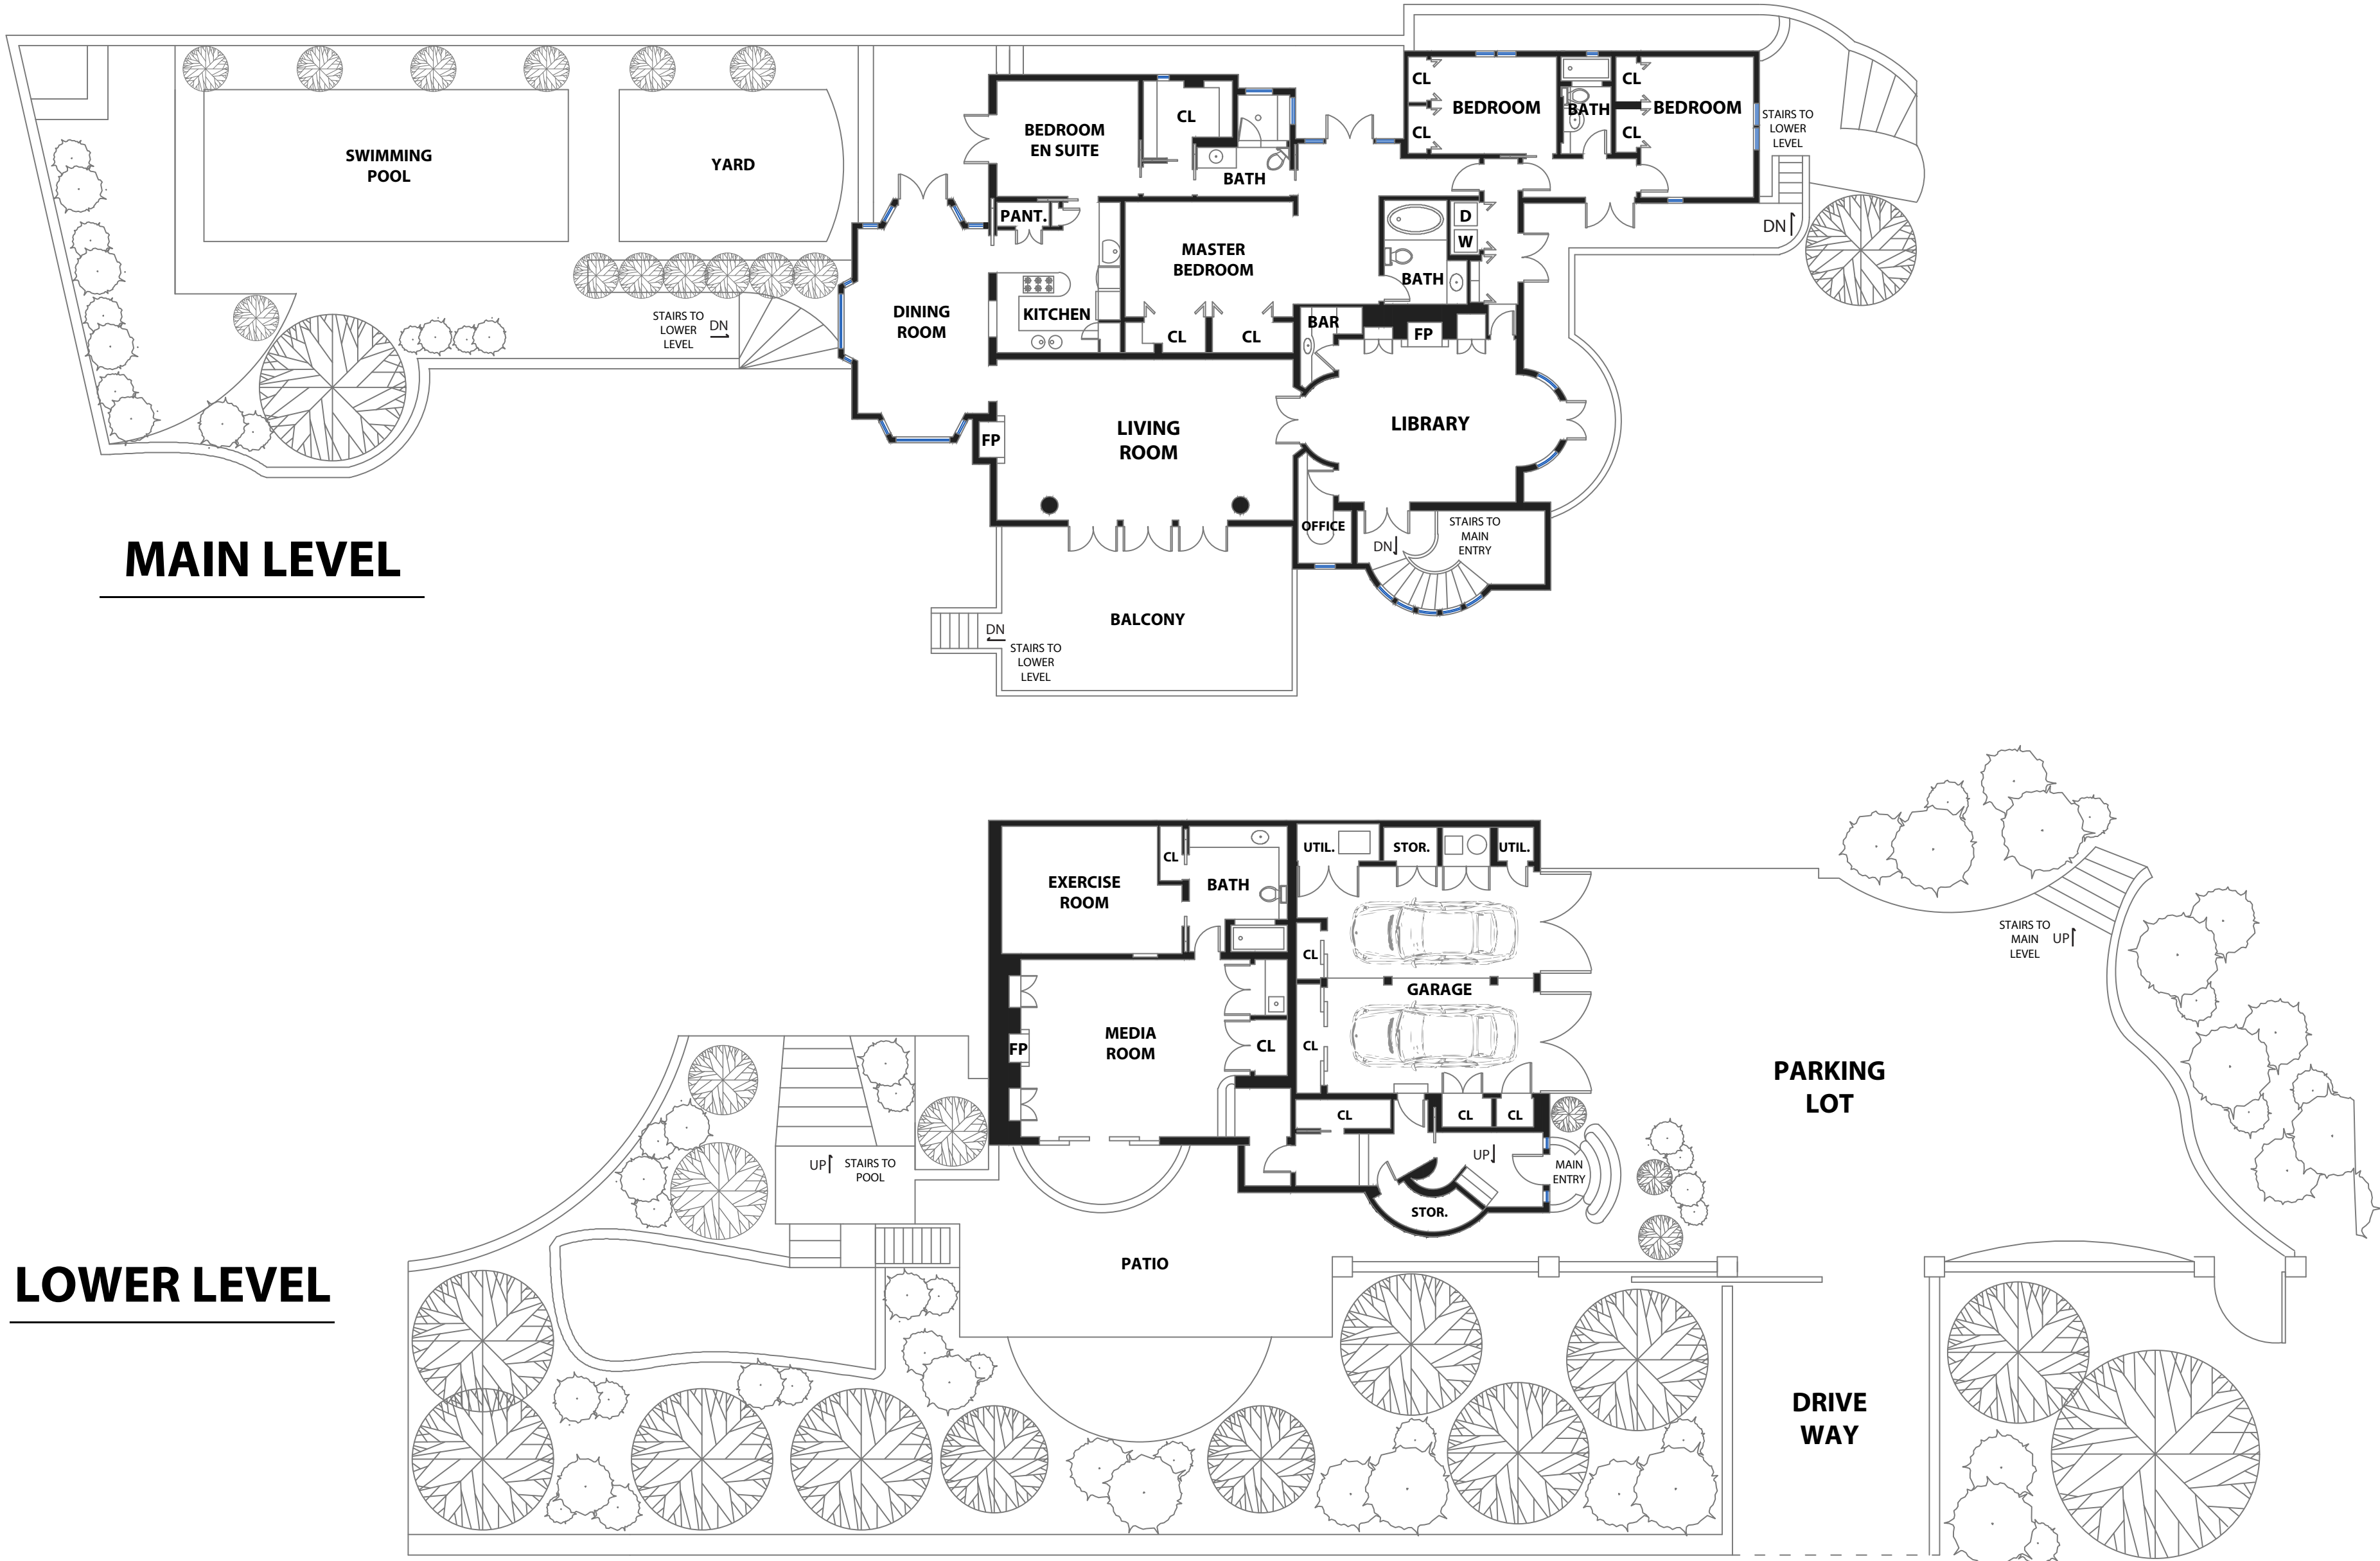 SWIMMING
POOL
YARD
BEDROOM
EN SUITE
CL
BATH
CL
CL
BEDROOM
BATH
CL
CL
BEDROOM
STAIRS TO
LOWER
LEVEL
DN
PANT.
KITCHEN
DINING
ROOM
STAIRS TO
LOWER
LEVEL
DN
MASTER
BEDROOM
CL
CL
D
W
BATH
BAR
FP
LIBRARY
LIVING
ROOM
FP
OFFICE
DN
STAIRS TO
MAIN
ENTRY
BALCONY
DN
STAIRS TO
LOWER
LEVEL
MAIN LEVEL
EXERCISE
ROOM
CL
BATH
UTIL.
STOR.
UTIL.
CL
GARAGE
CL
MEDIA
ROOM
FP
CL
CL
CL
CL
UP
MAIN
ENTRY
STOR.
STAIRS TO
MAIN
LEVEL
UP
PARKING
LOT
UP
STAIRS TO
POOL
PATIO
LOWER LEVEL
DRIVE
WAY